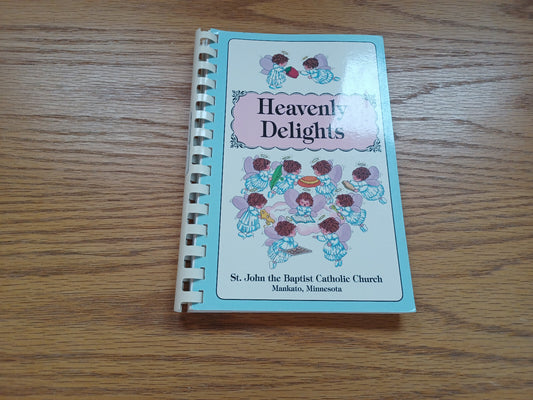 Heavenly
Delights
St. John the Baptist Catholic Church
Mankato, Minnesota